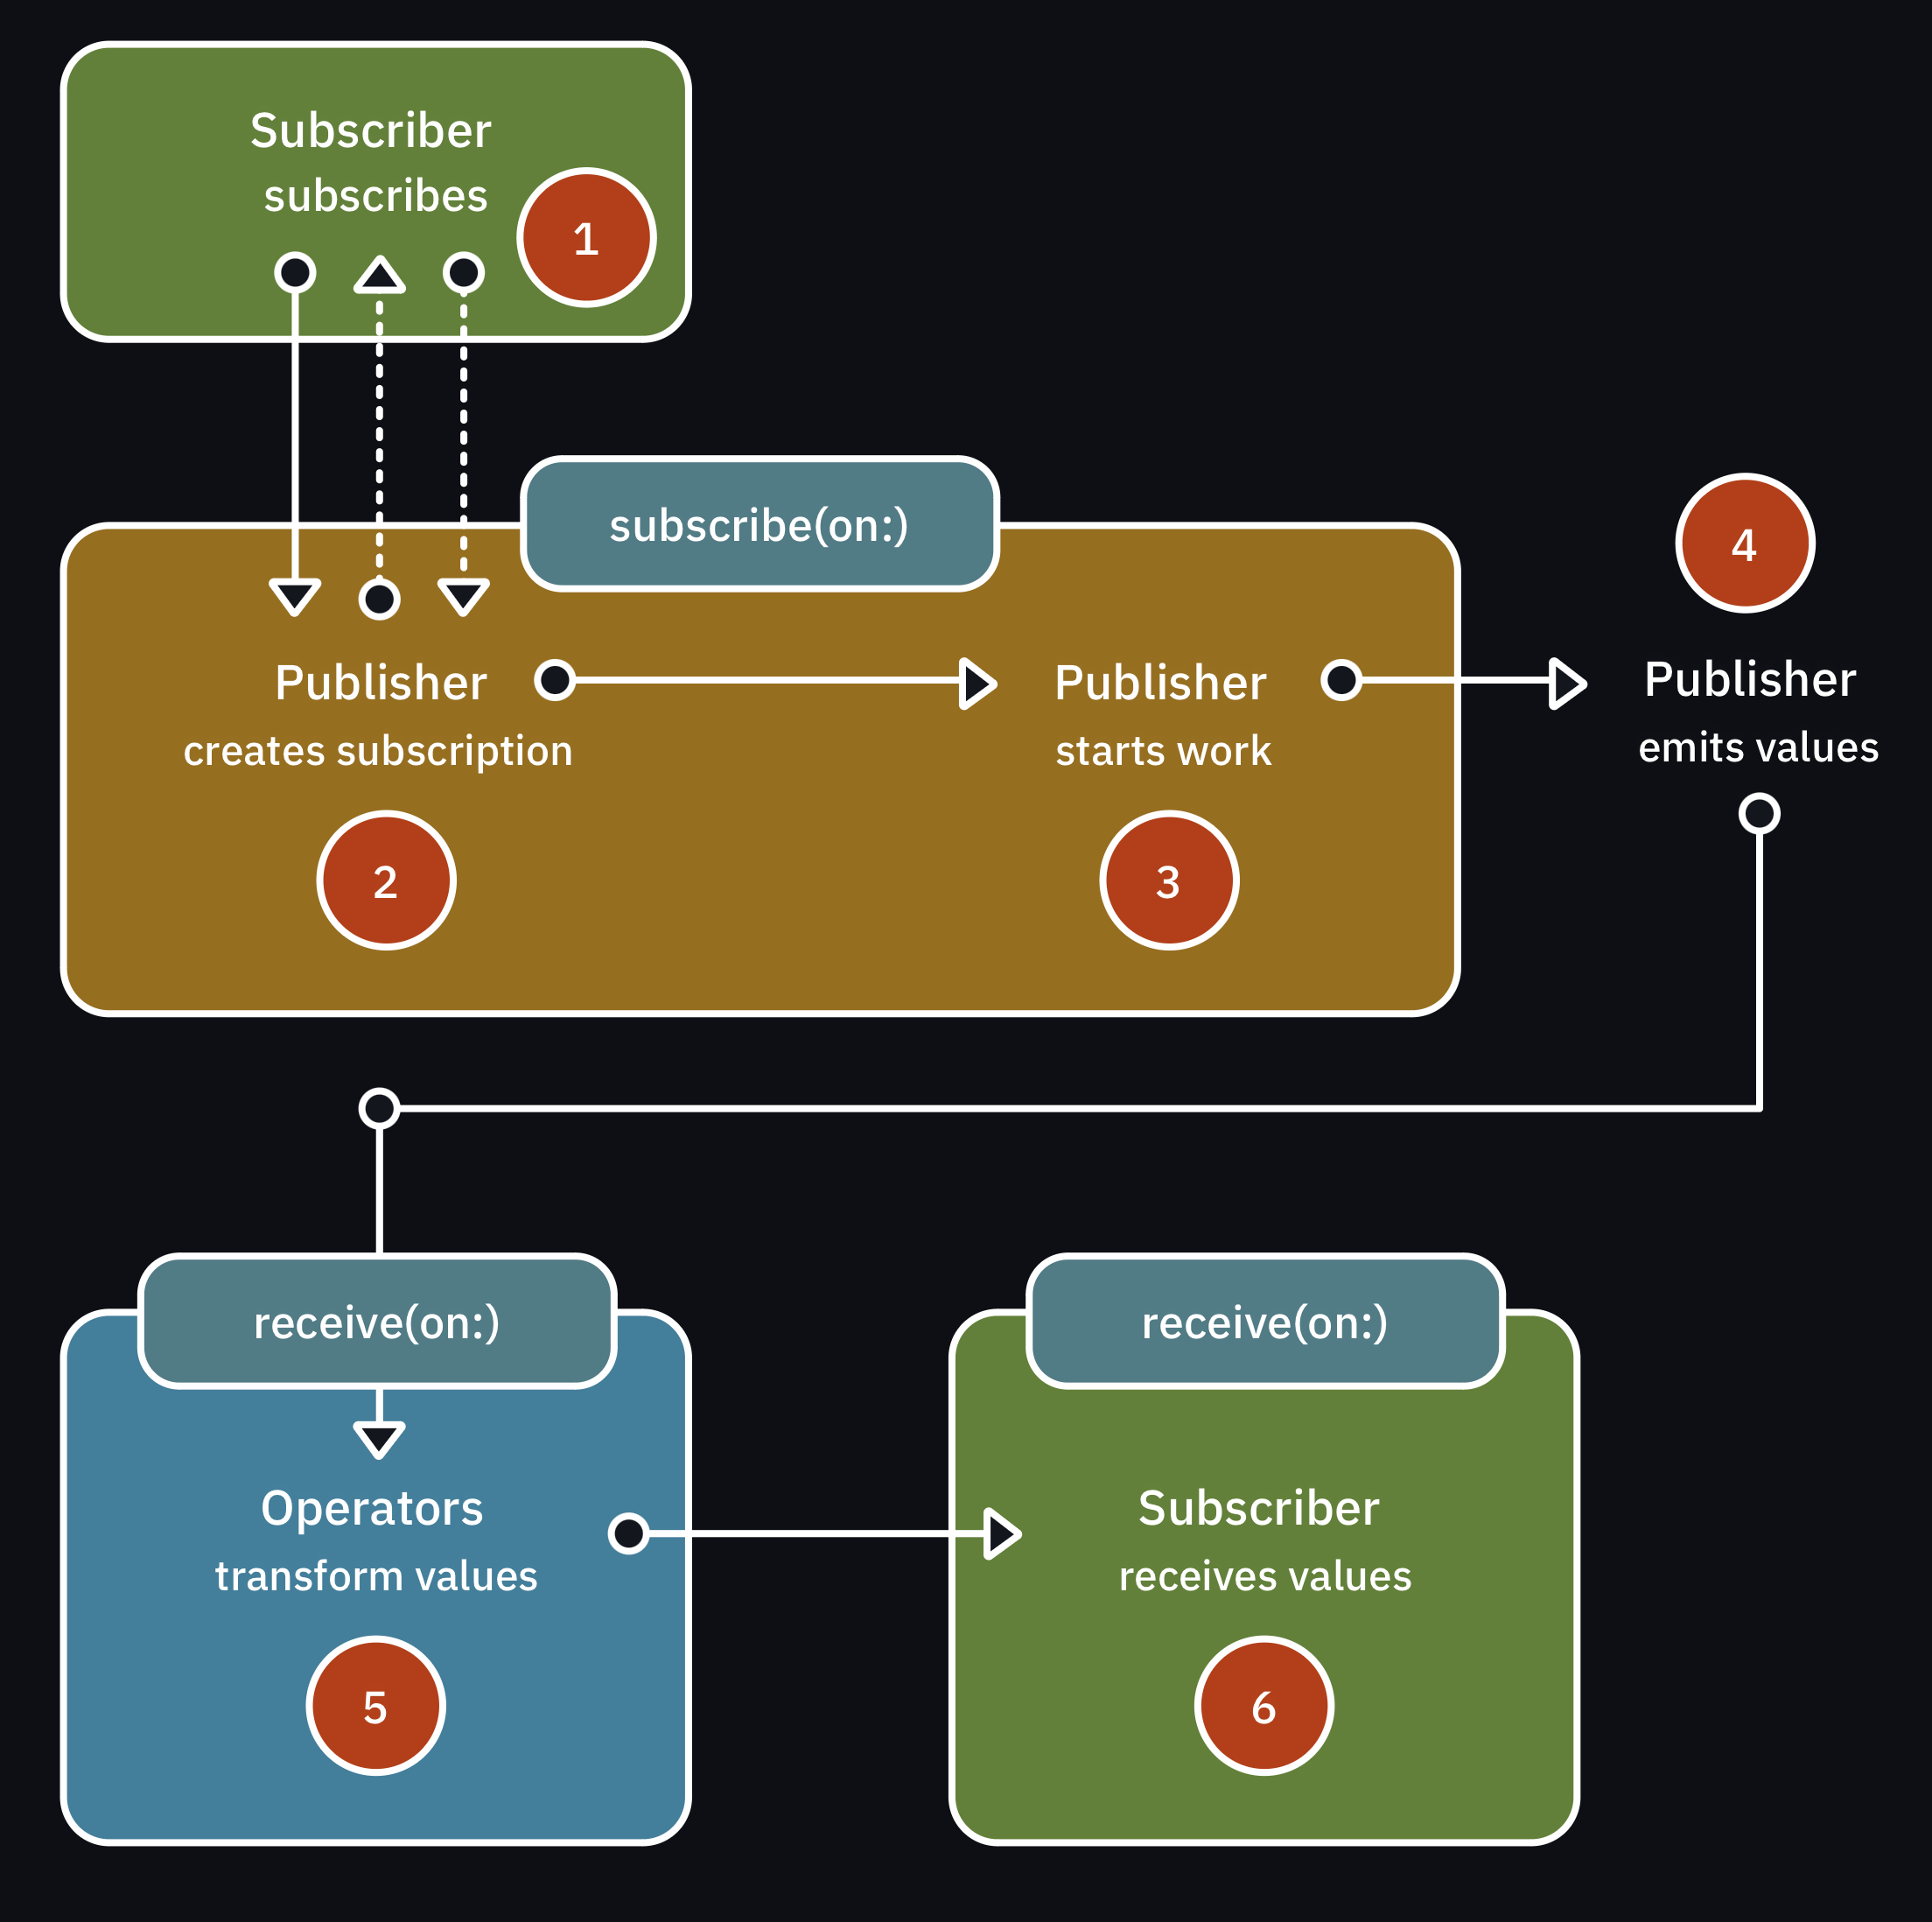 Subscriber
subscribes
1
subscribe(on:)
4
Publisher
creates subscription
2
Publisher
starts work
3
Publisher
emits values
receive(on:)
Operators
transform values
5
receive(on:)
Subscriber
receives values
6